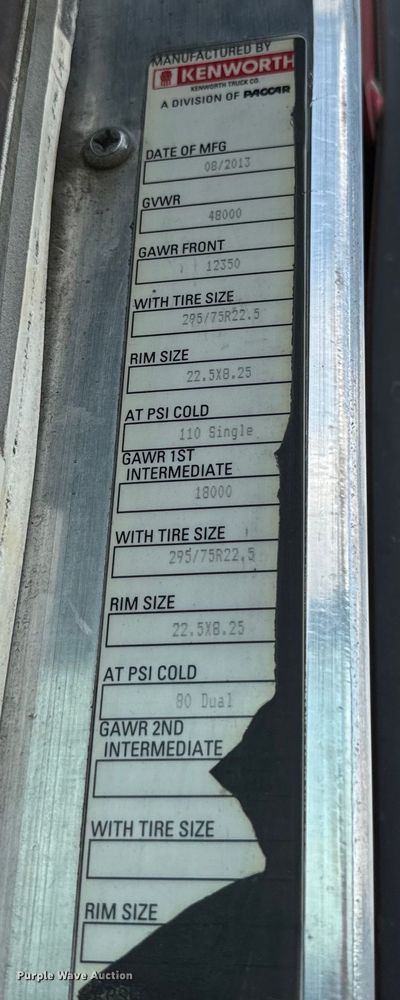 MANUFACTURED BY
KENWORTH
KENWORTH TRUCK CO.
A DIVISION OF PACCAR
DATE OF MFG
08/2013
GVWR
48000
GAWR FRONT
12350
WITH TIRE SIZE
295/75R22.5
RIM SIZE
22.5X8.25
AT PSI COLD
110 Single
GAWR 1ST
INTERMEDIATE
18000
WITH TIRE SIZE
295/75R22.5
RIM SIZE
22.5X8.25
AT PSI COLD
80 Dual
GAWR 2ND
INTERMEDIATE
WITH TIRE SIZE
RIM SIZE
Purple Wave Auction